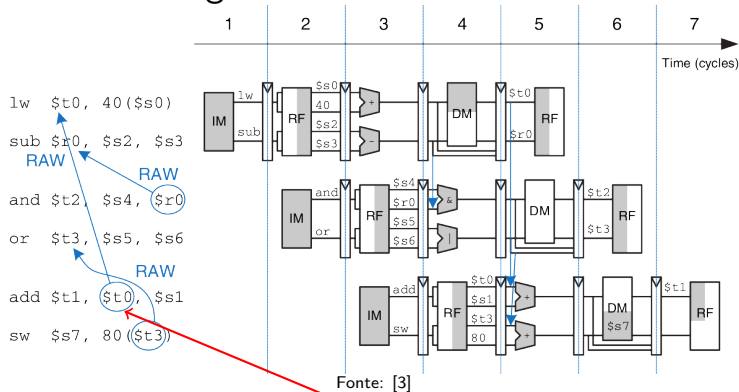 1 2 3 4 5 6 7
Time (cycles)
lw $t0, 40($s0)
sub $r0, $s2, $s3
RAW
RAW
and $t2, $s4, $r0
or $t3, $s5, $s6
RAW
add $t1, $t0, $s1
sw $s7, 80($t3)
IM
lw
sub
RF
$s0
40
$s2
$s3
+
-
DM
$t0
$r0
RF
IM
and
or
RF
$s4
$r0
$s5
$s6
&
|
DM
$t2
$t3
RF
IM
add
sw
RF
$t0
$s1
$t3
80
+
+
DM
$s7
$t1
RF
Fonte: [3]